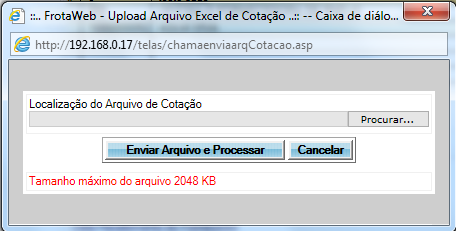 ::.. FrotaWeb - Upload Arquivo Excel de Cotação ..:: -- Caixa de diálo...
http://192.168.0.17/telas/chamaenviaarqCotacao.asp
Localização do Arquivo de Cotação
Procurar...
Enviar Arquivo e Processar Cancelar
Tamanho máximo do arquivo 2048 KB